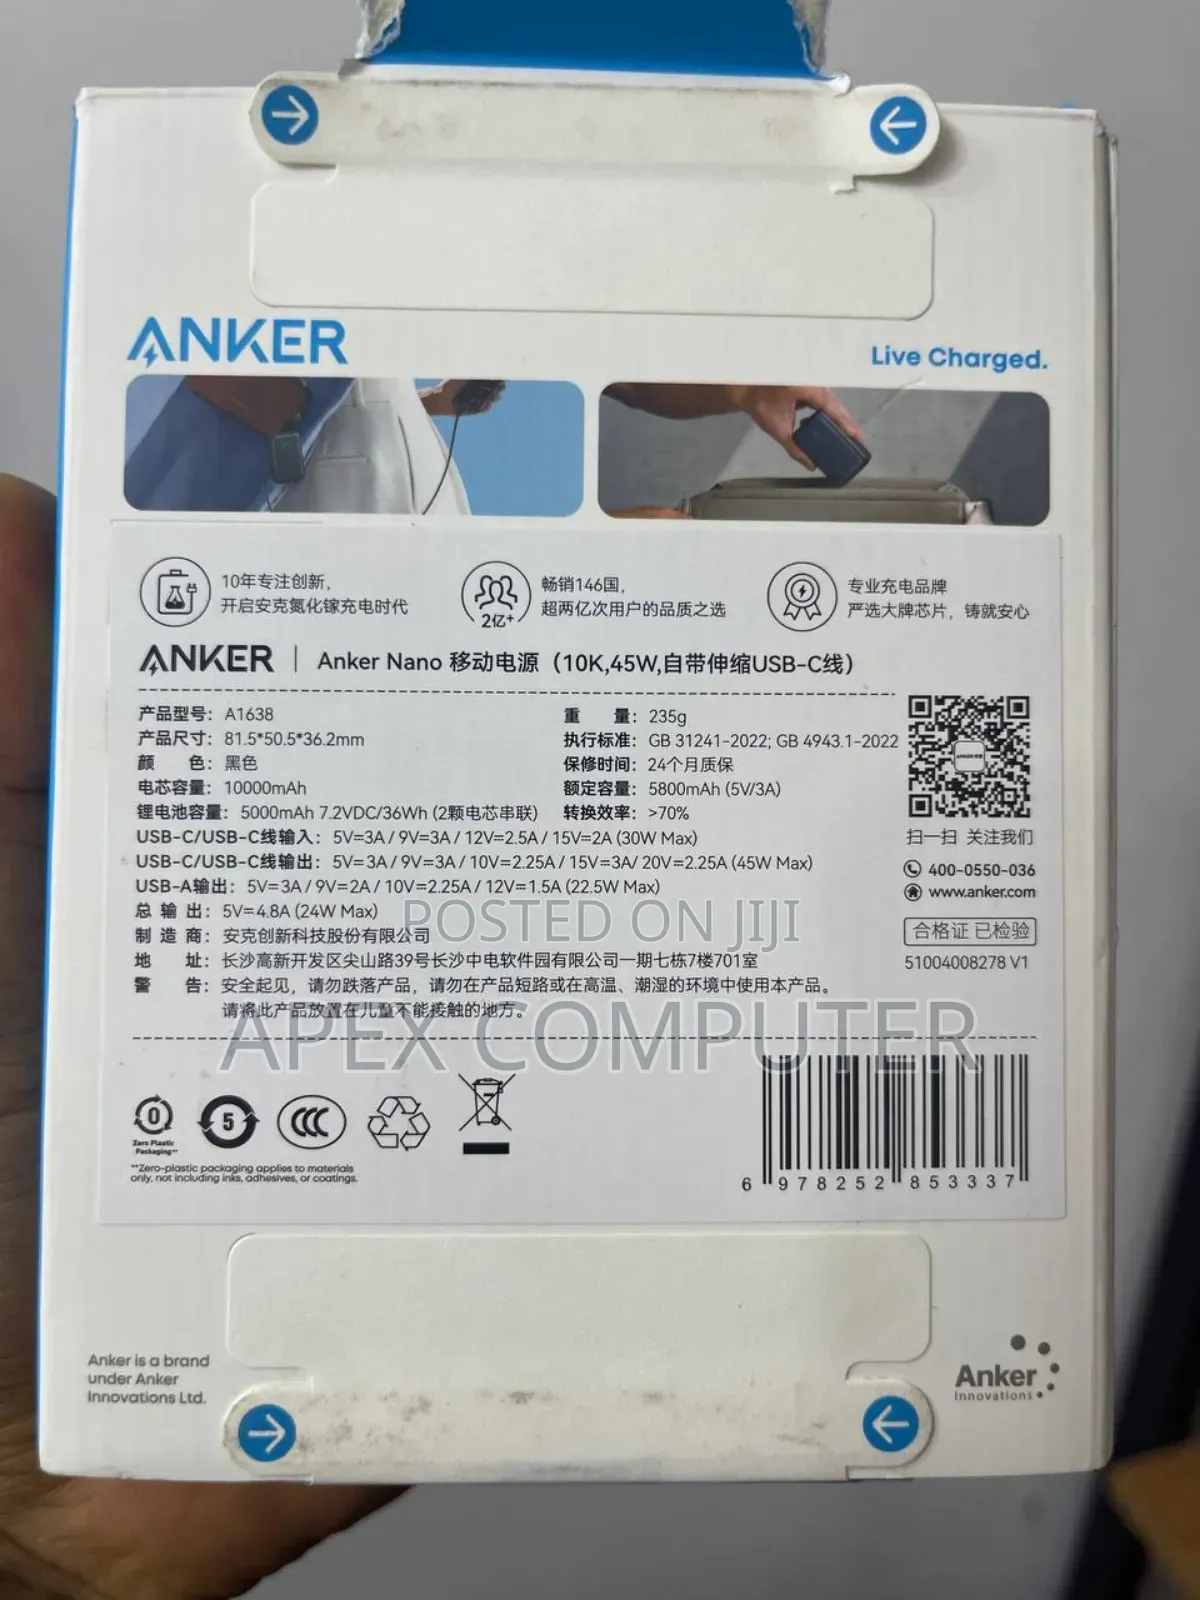 ANKER
Live Charged.
10年专注创新,
开启安克氮化镓充电时代
2亿+
畅销146国,
超两亿次用户的品质之选
专业充电品牌
严选大牌芯片，铸就安心
ANKER | Anker Nano 移动电源（10K,45W,自带伸缩USB-C线）
产品型号： A1638
重 量： 235g
产品尺寸： 81.5*50.5*36.2mm
执行标准： GB 31241-2022; GB 4943.1-2022
颜 色： 黑色
保修时间： 24个月质保
电芯容量： 10000mAh
额定容量： 5800mAh (5V/3A)
锂电池容量： 5000mAh 7.2VDC/36Wh (2颗电芯串联)
转换效率： >70%
USB-C/USB-C线输入： 5V=3A / 9V=3A / 12V=2.5A / 15V=2A (30W Max)
USB-C/USB-C线输出： 5V=3A / 9V=3A / 10V=2.25A / 15V=3A/ 20V=2.25A (45W Max)
USB-A输出： 5V=3A / 9V=2A / 10V=2.25A / 12V=1.5A (22.5W Max)
总 输 出： 5V=4.8A (24W Max)
制 造 商： 安克创新科技股份有限公司
地 址： 长沙高新开发区尖山路39号长沙中电软件园有限公司一期七栋7楼701室
警 告： 安全起见，请勿跌落产品，请勿在产品短路或在高温、潮湿的环境中使用本产品。
请将此产品放置在儿童不能接触的地方。
扫一扫 关注我们
400-0550-036
www.anker.com
合格证 已检验
51004008278 V1
POSTED ON JIJI
APEX COMPUTER
0
Zero Plastic
Packaging**
5
CCC
**Zero-plastic packaging applies to materials
only, not including inks, adhesives, or coatings.
6 978252 853337
Anker is a brand
under Anker
Innovations Ltd.
Anker
Innovations